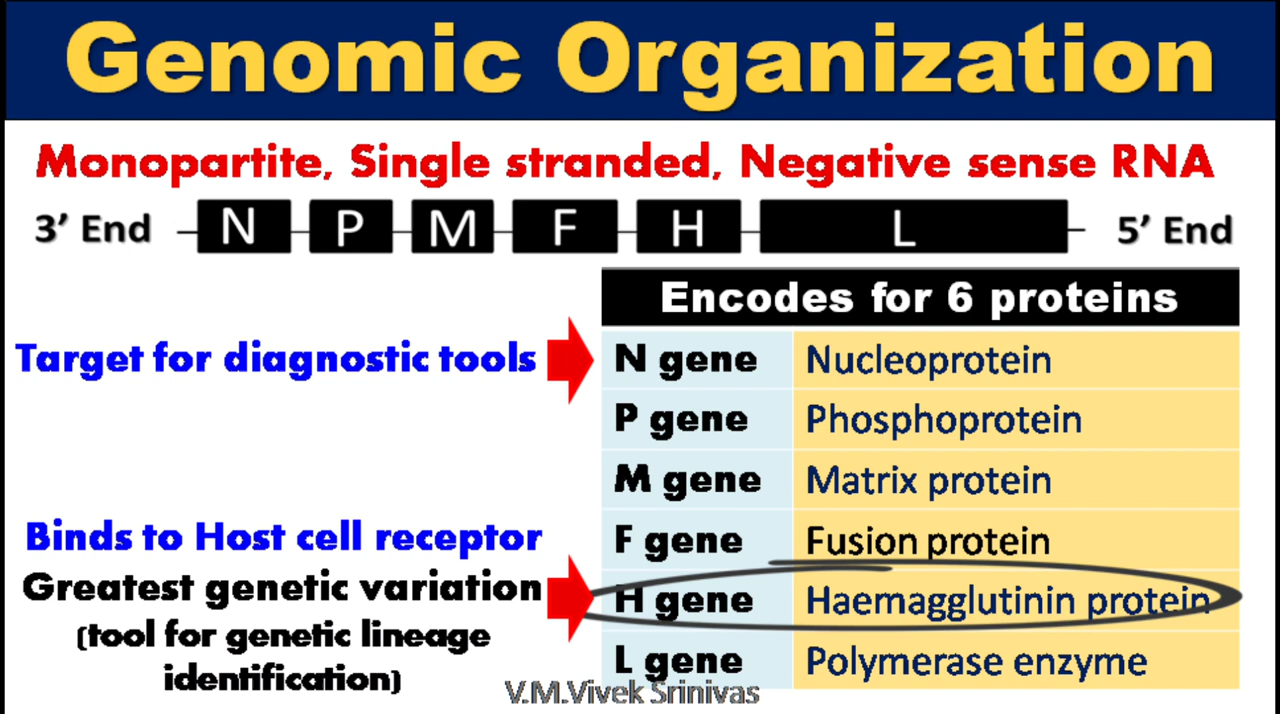 Genomic Organization
Monopartite, Single stranded, Negative sense RNA
3’ End N P M F H L 5’ End
Encodes for 6 proteins
Target for diagnostic tools
N gene Nucleoprotein
P gene Phosphoprotein
M gene Matrix protein
Binds to Host cell receptor
F gene Fusion protein
Greatest genetic variation
H gene Haemagglutinin protein
(tool for genetic lineage
identification)
L gene Polymerase enzyme
V.M.Vivek Srinivas